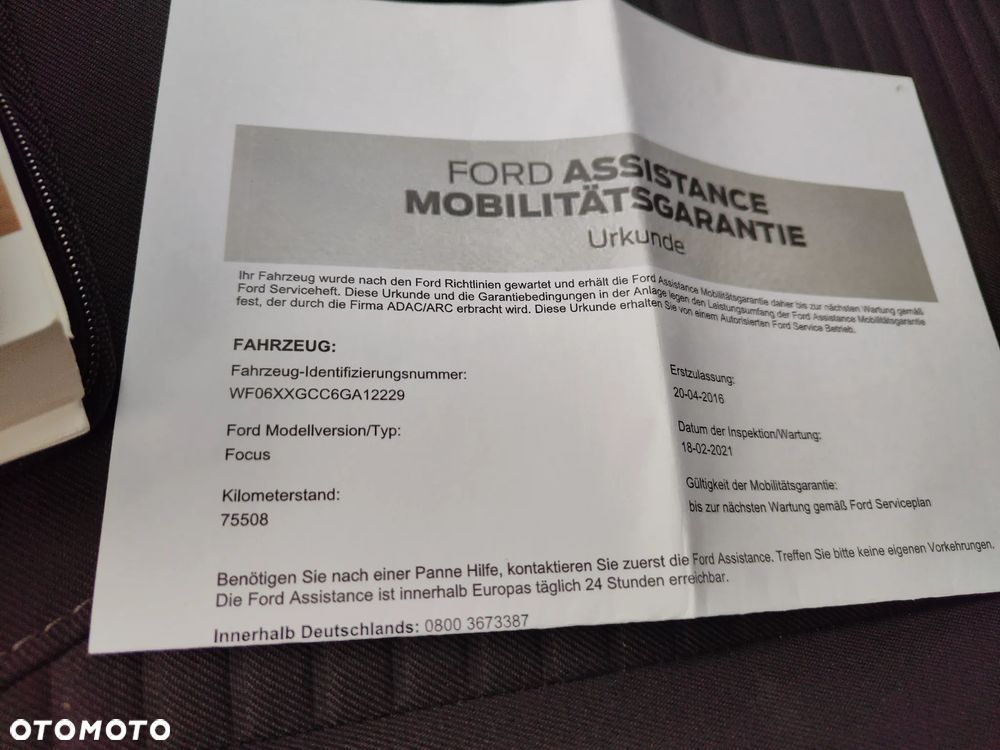 FORD ASSISTANCE
MOBILITÄTSGARANTIE
Urkunde
Ihr Fahrzeug wurde nach den Ford Richtlinien gewartet und erhält die Ford Assistance Mobilitätsgarantie daher bis zur nächsten Wartung gemäß
Ford Serviceheft. Diese Urkunde und die Garantiebedingungen in der Anlage legen den Leistungsumfang der Ford Assistance Mobilitätsgarantie
fest, der durch die Firma ADAC/ARC erbracht wird. Diese Urkunde erhalten Sie von einem Autorisierten Ford Service Betrieb.
FAHRZEUG:
Fahrzeug-Identifizierungsnummer:
WF06XXGCC6GA12229
Ford Modellversion/Typ:
Focus
Kilometerstand:
75508
Erstzulassung:
20-04-2016
Datum der Inspektion/Wartung:
18-02-2021
Gültigkeit der Mobilitätsgarantie:
bis zur nächsten Wartung gemäß Ford Serviceplan
Benötigen Sie nach einer Panne Hilfe, kontaktieren Sie zuerst die Ford Assistance. Treffen Sie bitte keine eigenen Vorkehrungen.
Die Ford Assistance ist innerhalb Europas täglich 24 Stunden erreichbar.
Innerhalb Deutschlands: 0800 3673387
OTOMOTO